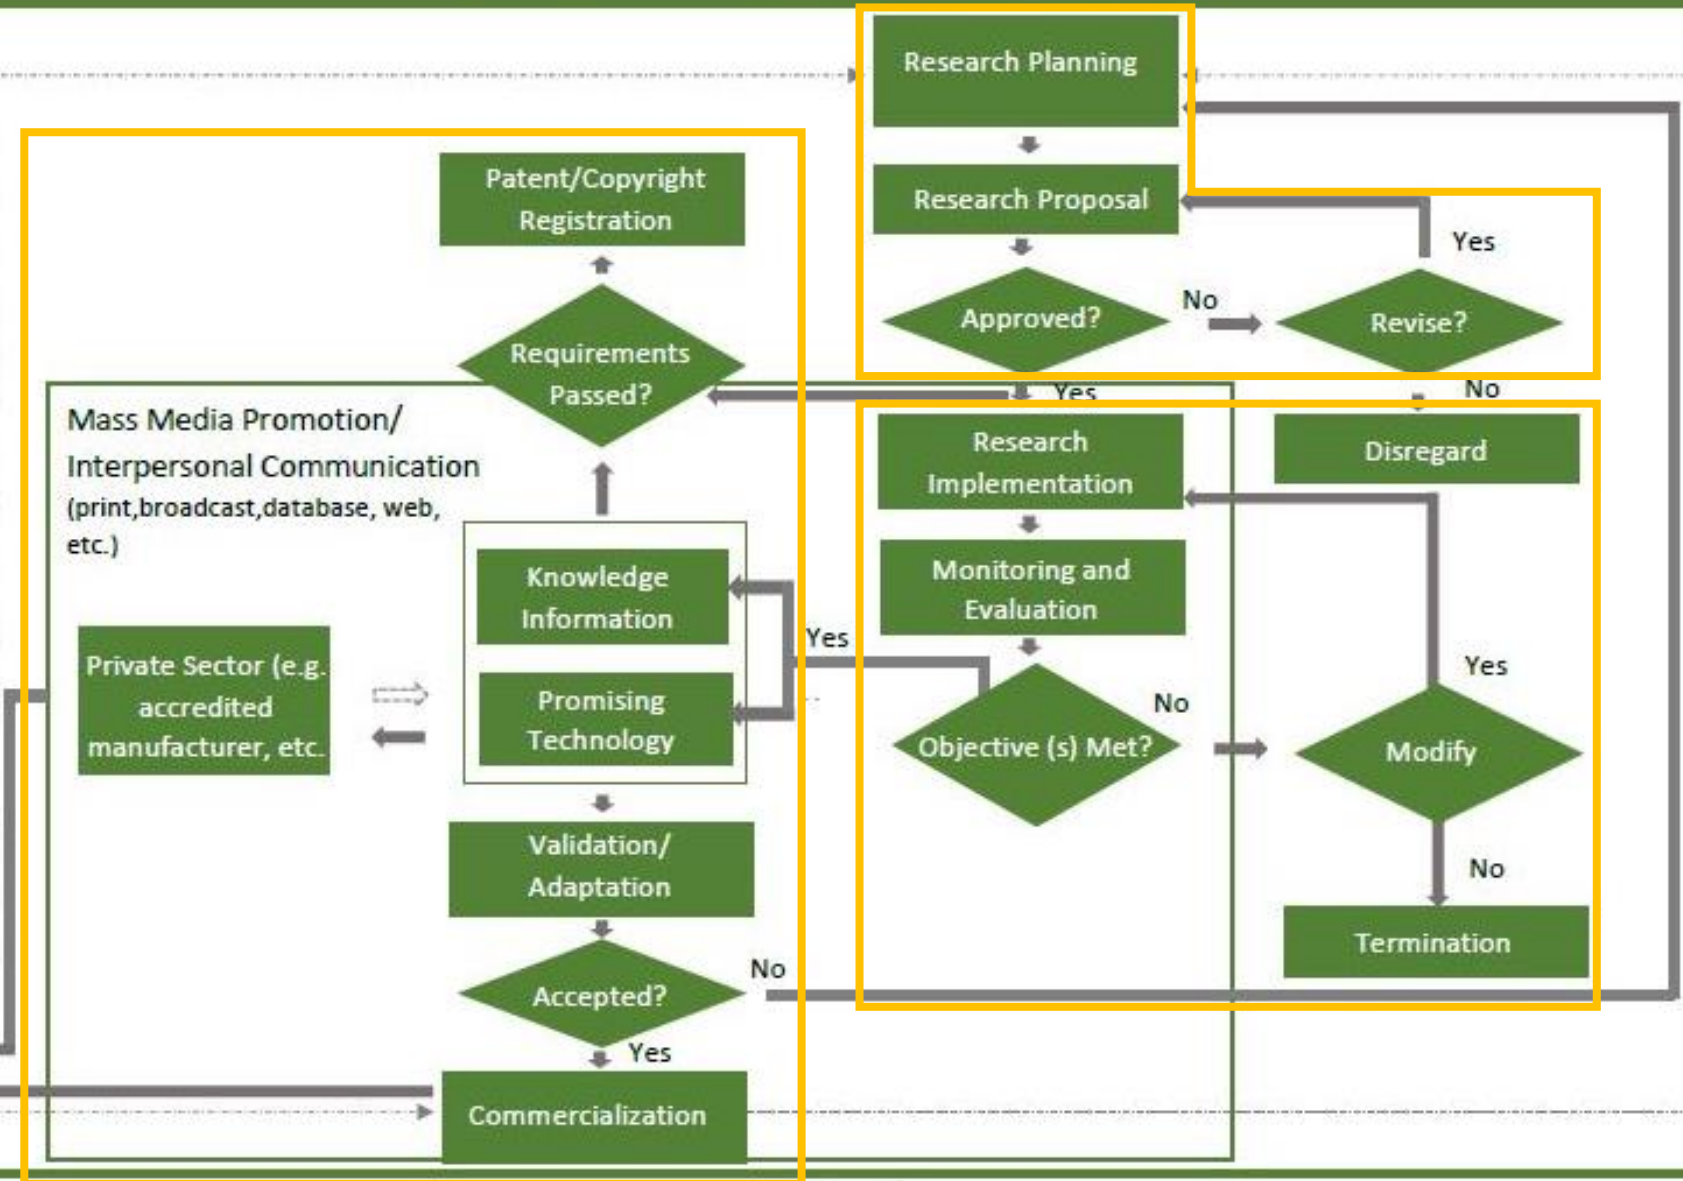 Research Planning
Research Proposal
Yes
Approved?
No
Revise?
Yes
No
Patent/Copyright
Registration
Requirements
Passed?
Mass Media Promotion/
Interpersonal Communication
(print,broadcast,database, web,
etc.)
Knowledge
Information
Promising
Technology
Private Sector (e.g.
accredited
manufacturer, etc.
Yes
Research
Implementation
Disregard
Monitoring and
Evaluation
Objective (s) Met?
No
Yes
Modify
No
Termination
Validation/
Adaptation
Accepted?
No
Yes
Commercialization